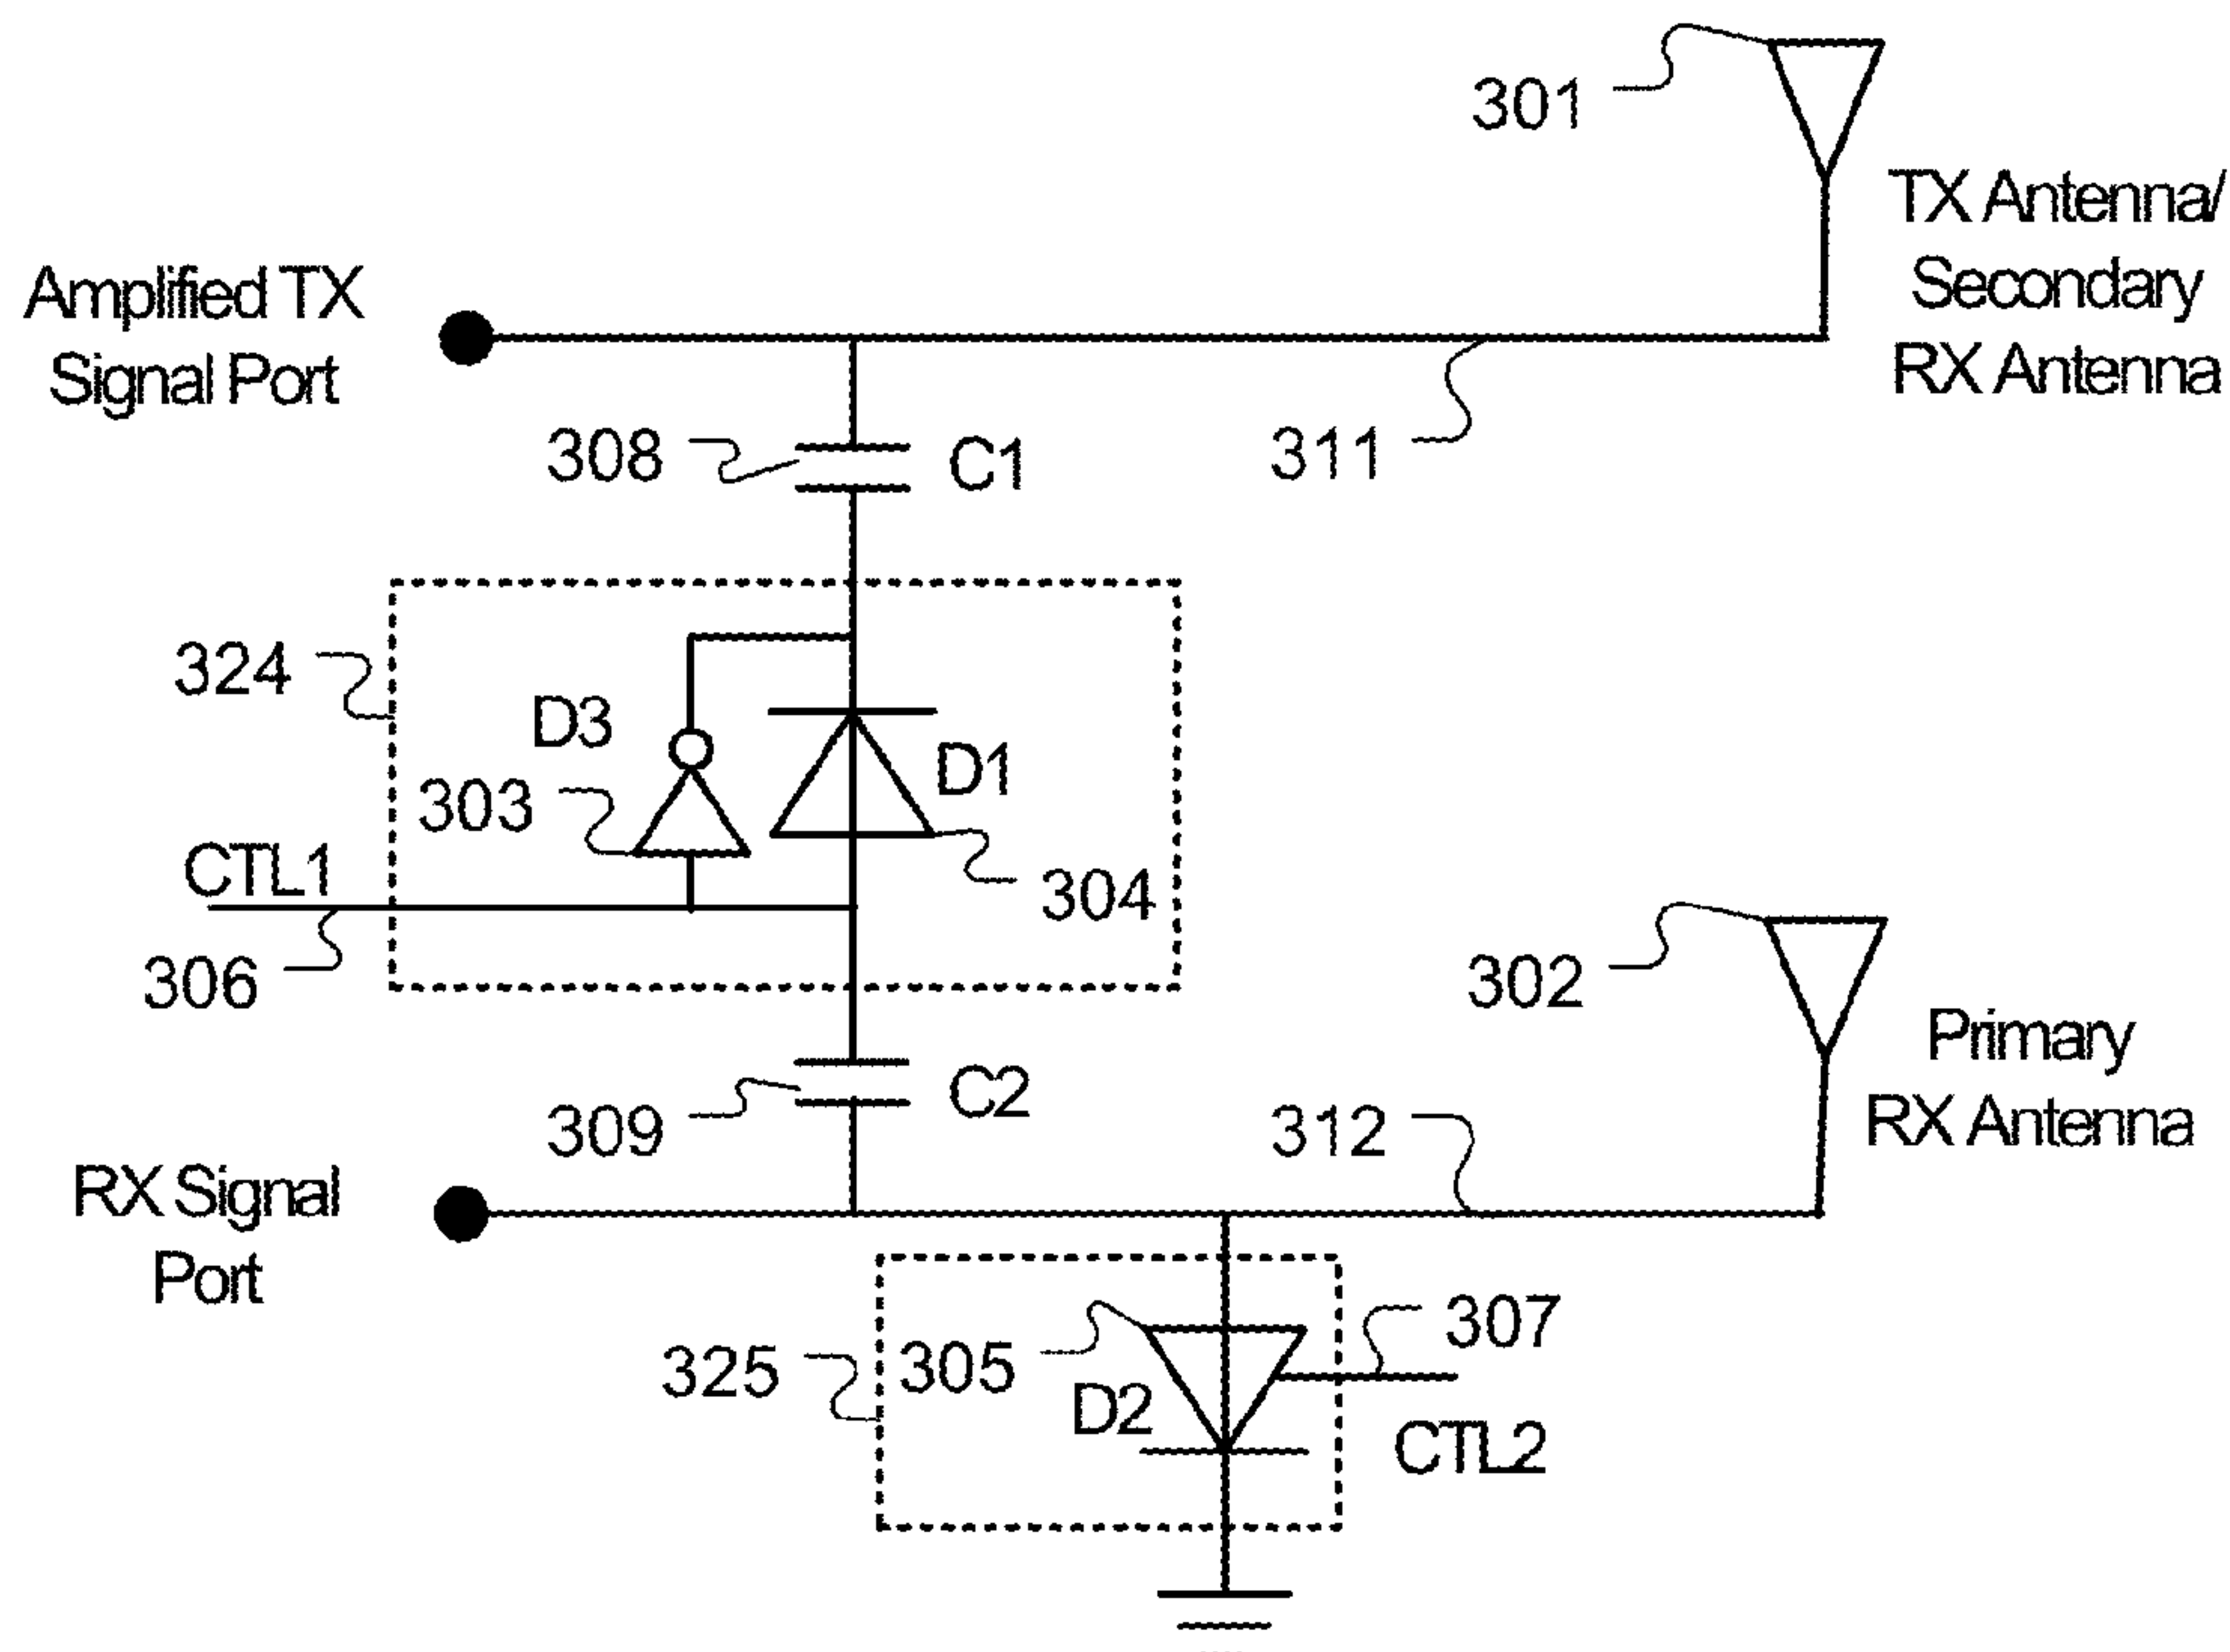 301
TX Antenna/
Secondary
RX Antenna
Amplified TX
Signal Port
308
C1
311
324
D3
D1
303
CTL1
304
306
302
Primary
RX Antenna
C2
309
312
RX Signal
Port
307
325
305
D2
CTL2